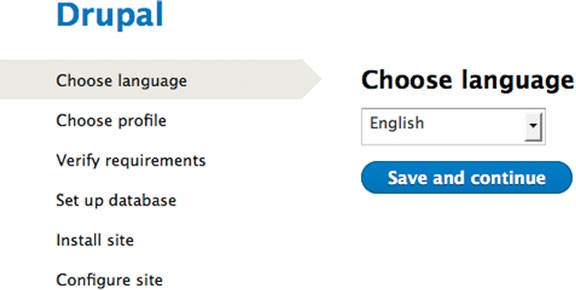 Drupal
Choose language
Choose profile
Verify requirements
Set up database
Install site
Configure site
Choose language
English
Save and continue